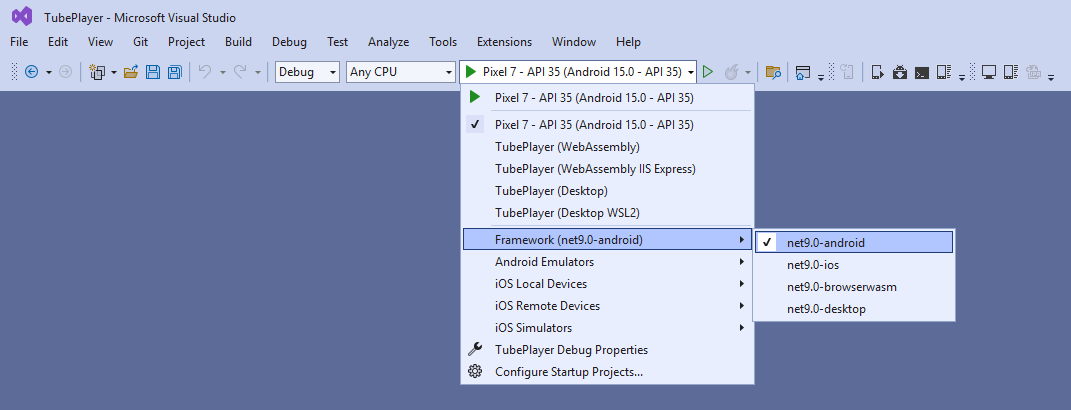 TubePlayer - Microsoft Visual Studio
File Edit View Git Project Build Debug Test Analyze Tools Extensions Window Help
Debug Any CPU Pixel 7 - API 35 (Android 15.0 - API 35)
Pixel 7 - API 35 (Android 15.0 - API 35)
Pixel 7 - API 35 (Android 15.0 - API 35)
TubePlayer (WebAssembly)
TubePlayer (WebAssembly IIS Express)
TubePlayer (Desktop)
TubePlayer (Desktop WSL2)
Framework (net9.0-android)
net9.0-android
net9.0-ios
net9.0-browserwasm
net9.0-desktop
Android Emulators
iOS Local Devices
iOS Remote Devices
iOS Simulators
TubePlayer Debug Properties
Configure Startup Projects...